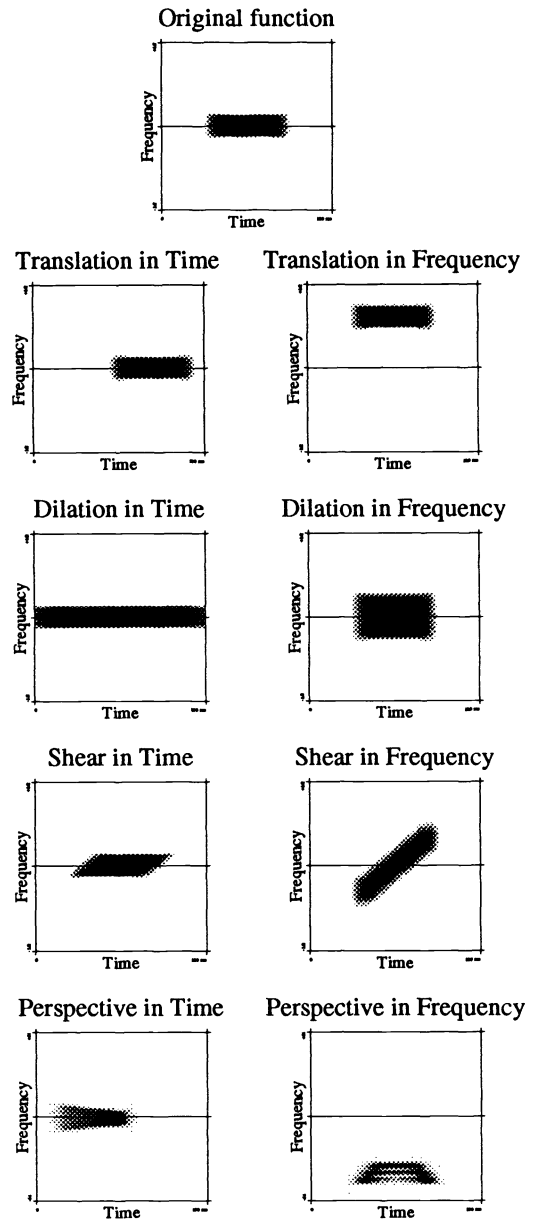 Original function
Frequency
Time
Translation in Time
Translation in Frequency
Frequency
Time
Frequency
Time
Dilation in Time
Dilation in Frequency
Frequency
Time
Frequency
Time
Shear in Time
Shear in Frequency
Frequency
Time
Frequency
Time
Perspective in Time
Perspective in Frequency
Frequency
Time
Frequency
Time